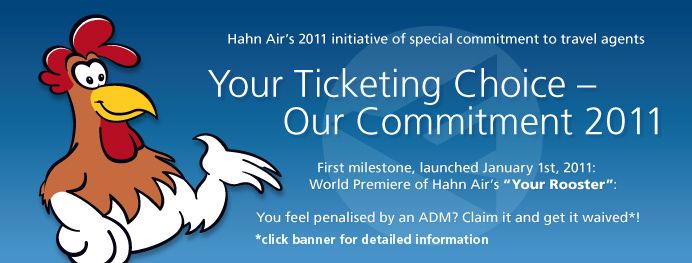 Hahn Air's 2011 initiative of special commitment to travel agents
Your Ticketing Choice –
Our Commitment 2011
First milestone, launched January 1st, 2011:
World Premiere of Hahn Air's "Your Rooster":
You feel penalised by an ADM? Claim it and get it waived*!
*click banner for detailed information